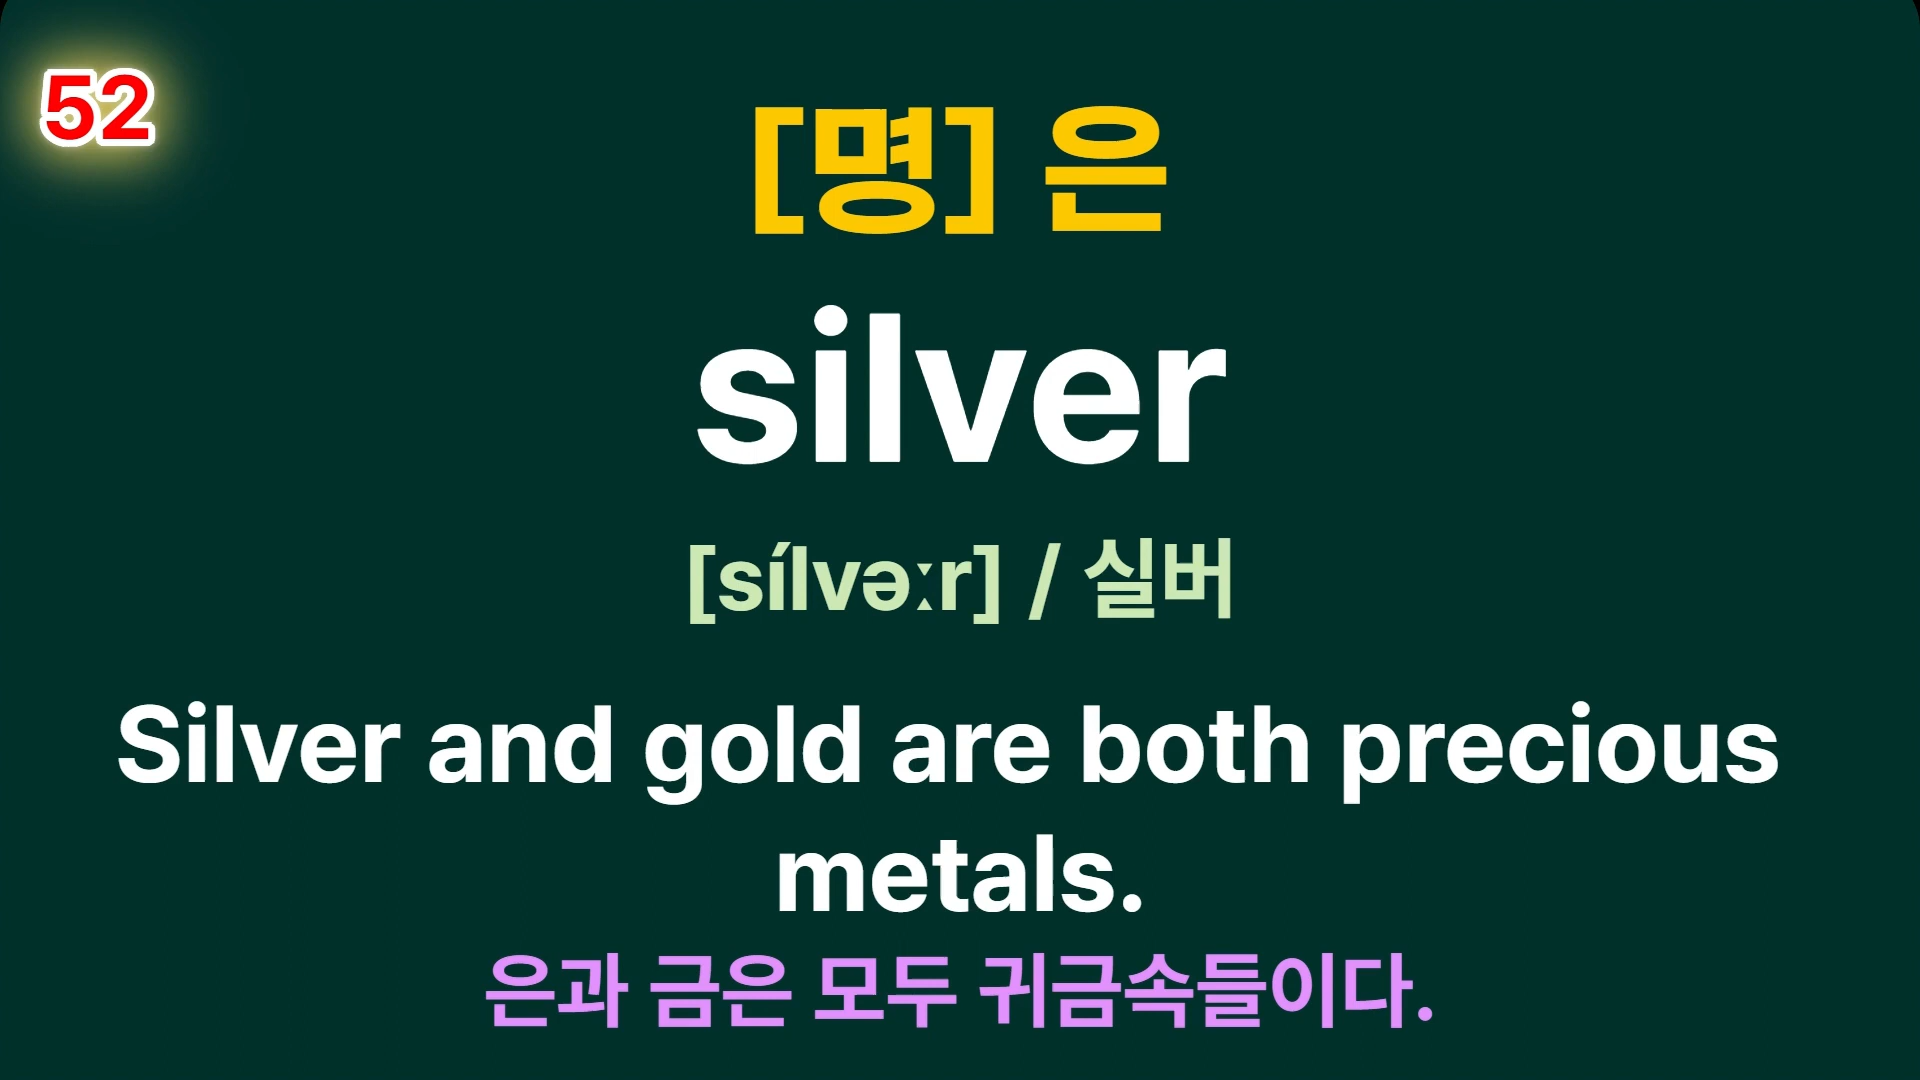 52
[명] 은
silver
[sílvəːr] / 실버
Silver and gold are both precious
metals.
은과 금은 모두 귀금속들이다.